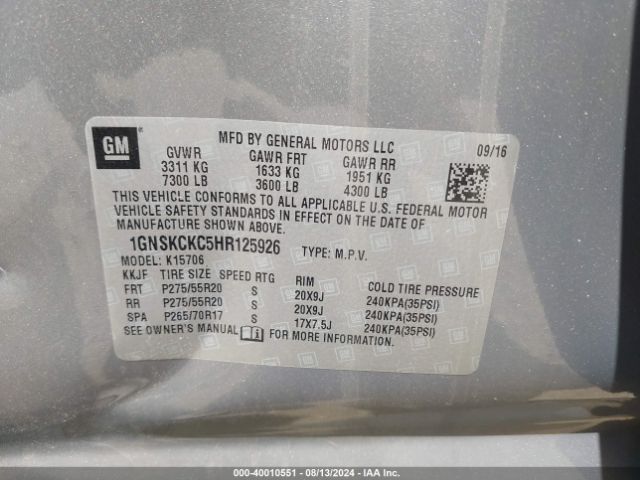 GM
MFD BY GENERAL MOTORS LLC 09/16
GVWR GAWR FRT GAWR RR
3311 KG 1633 KG 1951 KG
7300 LB 3600 LB 4300 LB
THIS VEHICLE CONFORMS TO ALL APPLICABLE U.S. FEDERAL MOTOR
VEHICLE SAFETY STANDARDS IN EFFECT ON THE DATE OF
MANUFACTURE SHOWN ABOVE.
1GNSKCKC5HR125926 TYPE: M.P.V.
MODEL: K15706
KKJF TIRE SIZE SPEED RTG RIM COLD TIRE PRESSURE
FRT P275/55R20 S 20X9J 240KPA(35PSI)
RR P275/55R20 S 20X9J 240KPA(35PSI)
SPA P265/70R17 S 17X7.5J 240KPA(35PSI)
SEE OWNER'S MANUAL FOR MORE INFORMATION.
000-40010551 - 08/13/2024 - IAA Inc.